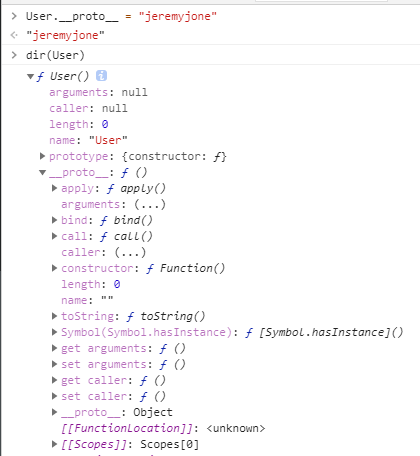 > User.__proto__ = "jeremyjone"
< "jeremyjone"
> dir(User)
▼ ƒ User() i
arguments: null
caller: null
length: 0
name: "User"
▶ prototype: {constructor: ƒ}
▼ __proto__: ƒ ()
▶ apply: ƒ apply()
arguments: (...)
▶ bind: ƒ bind()
▶ call: ƒ call()
caller: (...)
▶ constructor: ƒ Function()
length: 0
name: ""
▶ toString: ƒ toString()
▶ Symbol(Symbol.hasInstance): ƒ [Symbol.hasInstance]()
▶ get arguments: ƒ ()
▶ set arguments: ƒ ()
▶ get caller: ƒ ()
▶ set caller: ƒ ()
▶ __proto__: Object
[[FunctionLocation]]: <unknown>
▶ [[Scopes]]: Scopes[0]